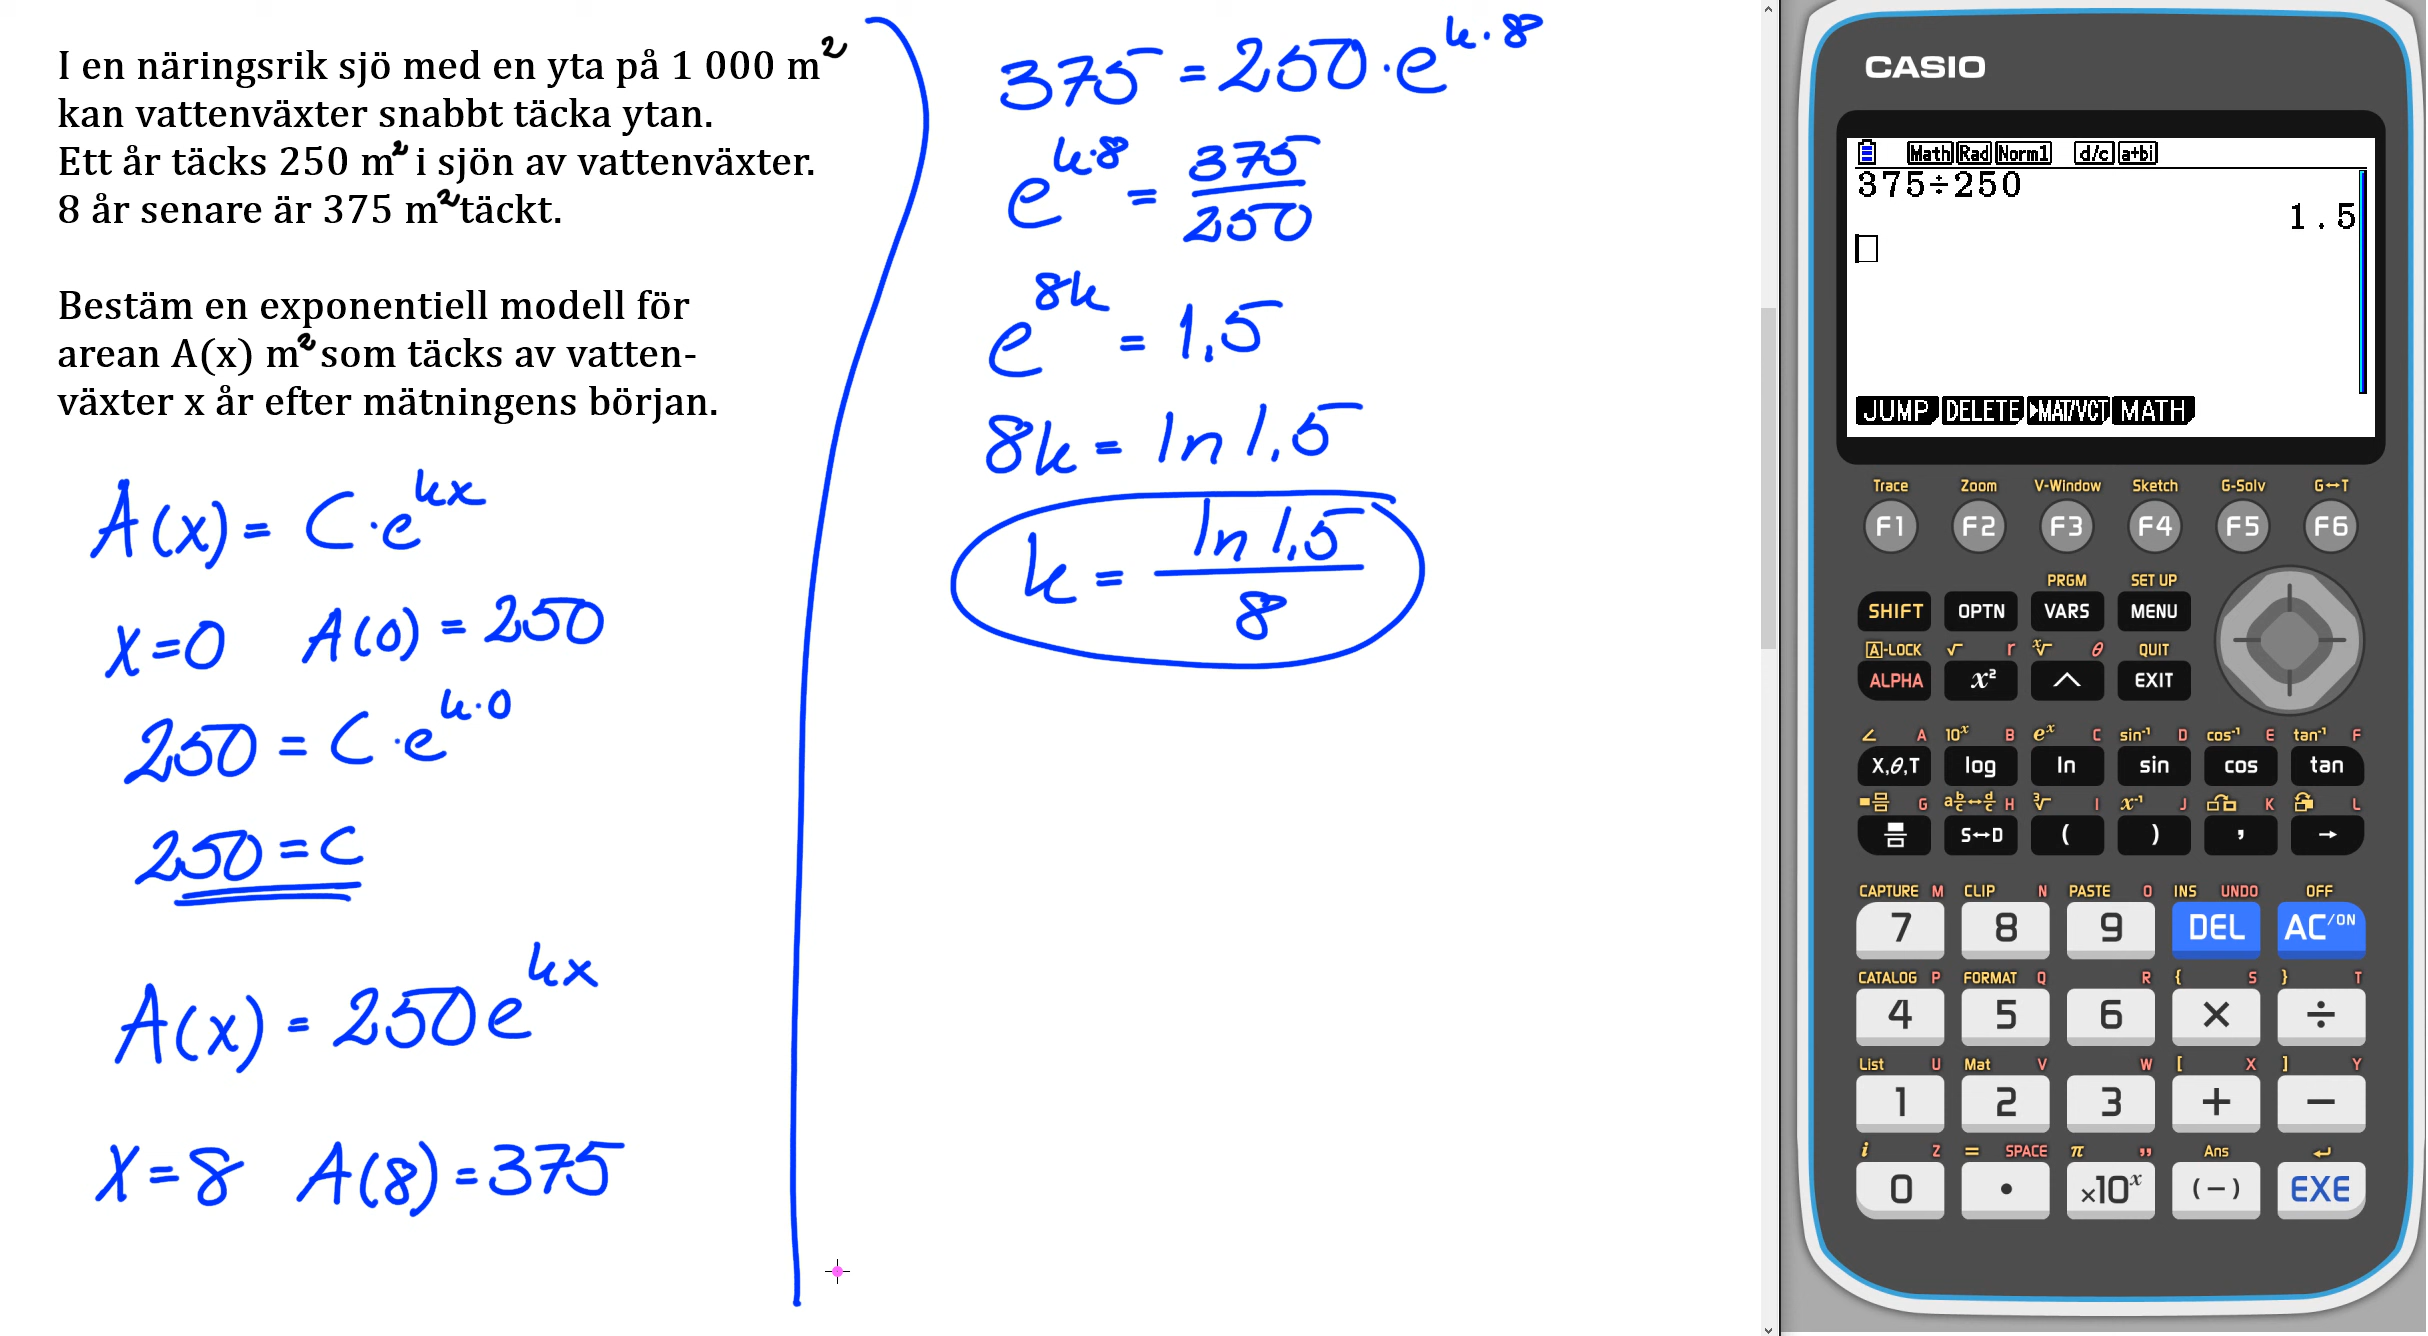 I en näringsrik sjö med en yta på 1 000 m²
kan vattenväxter snabbt täcka ytan.
Ett år täcks 250 m² i sjön av vattenväxter.
8 år senare är 375 m² täckt.
Bestäm en exponentiell modell för
arean A(x) m² som täcks av vatten-
växter x år efter mätningens början.
A(x) = C·e^kx
x=0 A(0) = 250
250 = C·e^k·0
250 = C
A(x) = 250e^kx
x=8 A(8) = 375
375 = 250·e^k·8
e^k·8 = 375/250
e^8k = 1,5
8k = ln 1,5
k = ln 1,5/8
CASIO
Math Rad Norm1 d/c a+bi
375÷250
1.5
JUMP DELETE ▶MAT/VCT MATH
Trace Zoom V-Window Sketch G-Solv G↔T
F1 F2 F3 F4 F5 F6
PRGM SET UP
SHIFT OPTN VARS MENU
A-LOCK √ r ˣ√ θ QUIT
ALPHA x² ^ EXIT
∠ A 10ˣ B eˣ C sin⁻¹ D cos⁻¹ E tan⁻¹ F
X,θ,T log ln sin cos tan
G a b/c↔d/c H ³√ I x⁻¹ J K L
S↔D ( ) , →
CAPTURE M CLIP N PASTE O INS UNDO OFF
7 8 9 DEL AC/ON
CATALOG P FORMAT Q R { S } T
4 5 6 × ÷
List U Mat V W [ X ] Y
1 2 3 + −
i Z = SPACE π " Ans ↵
0 • ×10ˣ (−) EXE